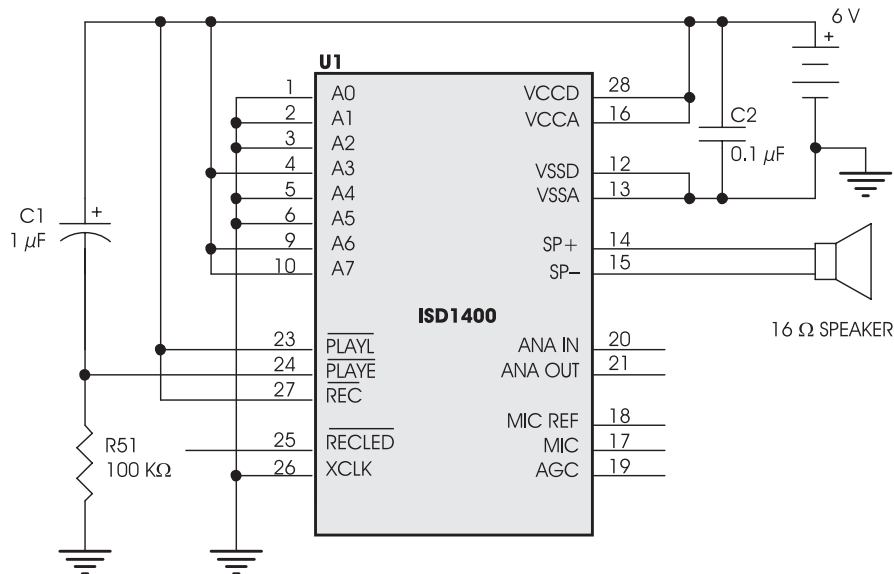 6 V
+
U1
1 A0 VCCD 28
2 A1 VCCA 16
3 A2 C2
4 A3 VSSD 12 0.1 µF
5 A4 VSSA 13
6 A5
9 A6 SP+ 14
10 A7 SP– 15
C1 +
1 µF
ISD1400
16 Ω SPEAKER
23 PLAYL ANA IN 20
24 PLAYE ANA OUT 21
27 REC
MIC REF 18
25 RECLED MIC 17
26 XCLK AGC 19
R51
100 KΩ